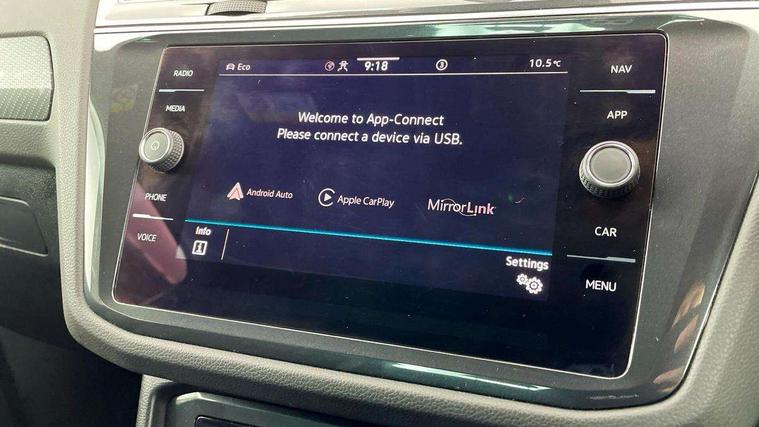 RADIO
MEDIA
PHONE
VOICE
Eco
9:18
3
10.5°C
Welcome to App-Connect
Please connect a device via USB.
Android Auto
Apple CarPlay
MirrorLink
Info
Settings
NAV
APP
CAR
MENU